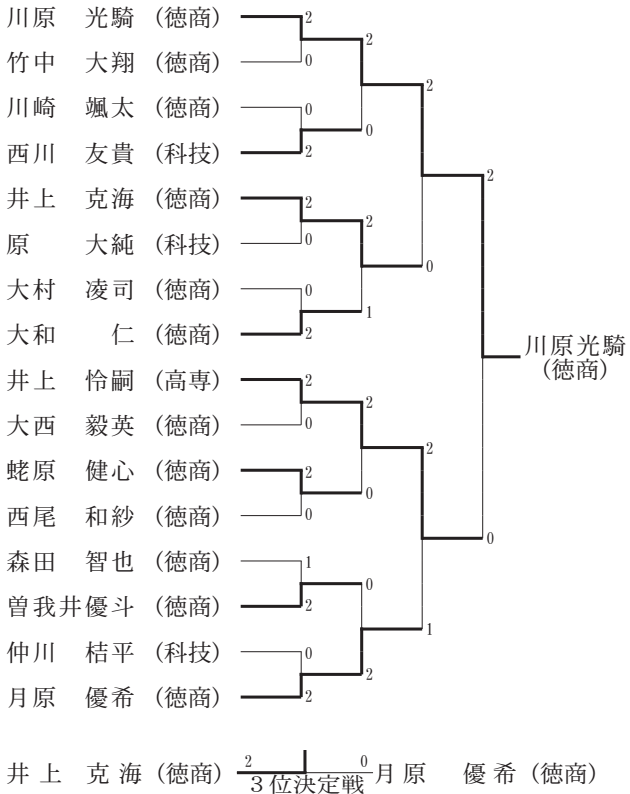 川原 光騎 (徳商)
竹中 大翔 (徳商)
川崎 颯太 (徳商)
西川 友貴 (科技)
井上 克海 (徳商)
原 大純 (科技)
大村 凌司 (徳商)
大和 仁 (徳商)
井上 怜嗣 (高専)
大西 毅英 (徳商)
蛯原 健心 (徳商)
西尾 和紗 (徳商)
森田 智也 (徳商)
曽我井優斗 (徳商)
仲川 桔平 (科技)
月原 優希 (徳商)
2
0
0
2
2
0
0
2
2
0
2
0
1
2
0
2
2
0
2
1
2
0
0
2
2
0
2
1
2
0
川原光騎
(徳商)
井上 克海 (徳商) 2 0 月原 優希 (徳商)
3位決定戦